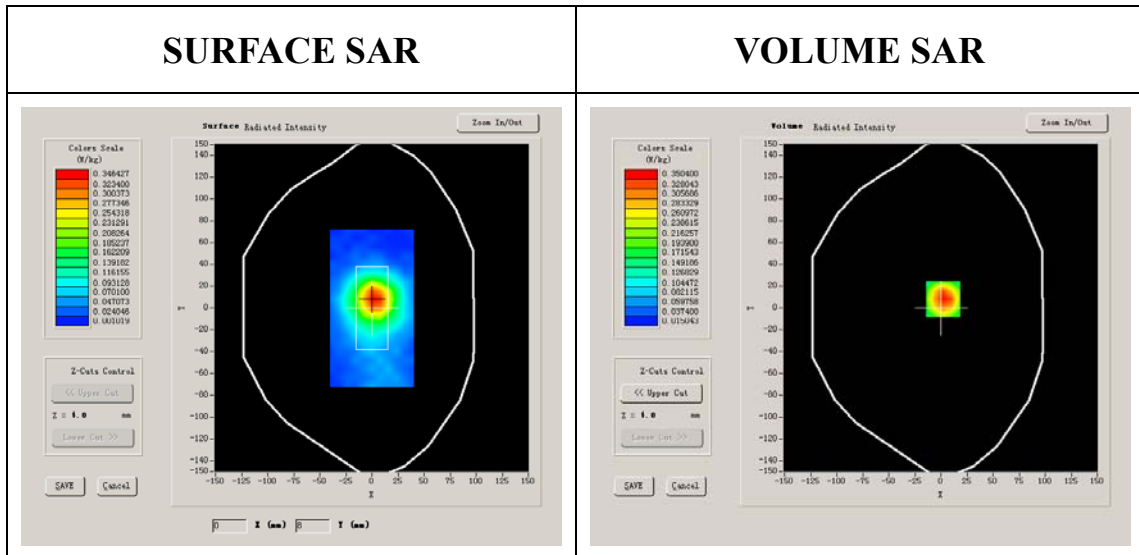 SURFACE SAR
VOLUME SAR
Surface Radiated Intensity
Zoom In/Out
Colors Scale
(W/kg)
0.346427
0.323400
0.300373
0.277346
0.254318
0.231291
0.208264
0.185237
0.162209
0.139182
0.116155
0.093128
0.070100
0.047073
0.024046
0.001019
150
140
120
100
80
60
40
20
0
-20
-40
-60
-80
-100
-120
-140
-150
Y
-150 -125 -100 -75 -50 -25 0 25 50 75 100 125 150
X
Z-Cuts Control
<< Upper Cut
Z = 4.0 mm
Lower Cut >>
SAVE
Cancel
0 X (mm) 8 Y (mm)
Volume Radiated Intensity
Zoom In/Out
Colors Scale
(W/kg)
0.350400
0.328043
0.305686
0.283329
0.260972
0.238615
0.216257
0.193900
0.171543
0.149186
0.126829
0.104472
0.082115
0.059758
0.037400
0.015043
150
140
120
100
80
60
40
20
0
-20
-40
-60
-80
-100
-120
-140
-150
Y
-150 -125 -100 -75 -50 -25 0 25 50 75 100 125 150
X
Z-Cuts Control
<< Upper Cut
Z = 4.0 mm
Lower Cut >>
SAVE
Cancel